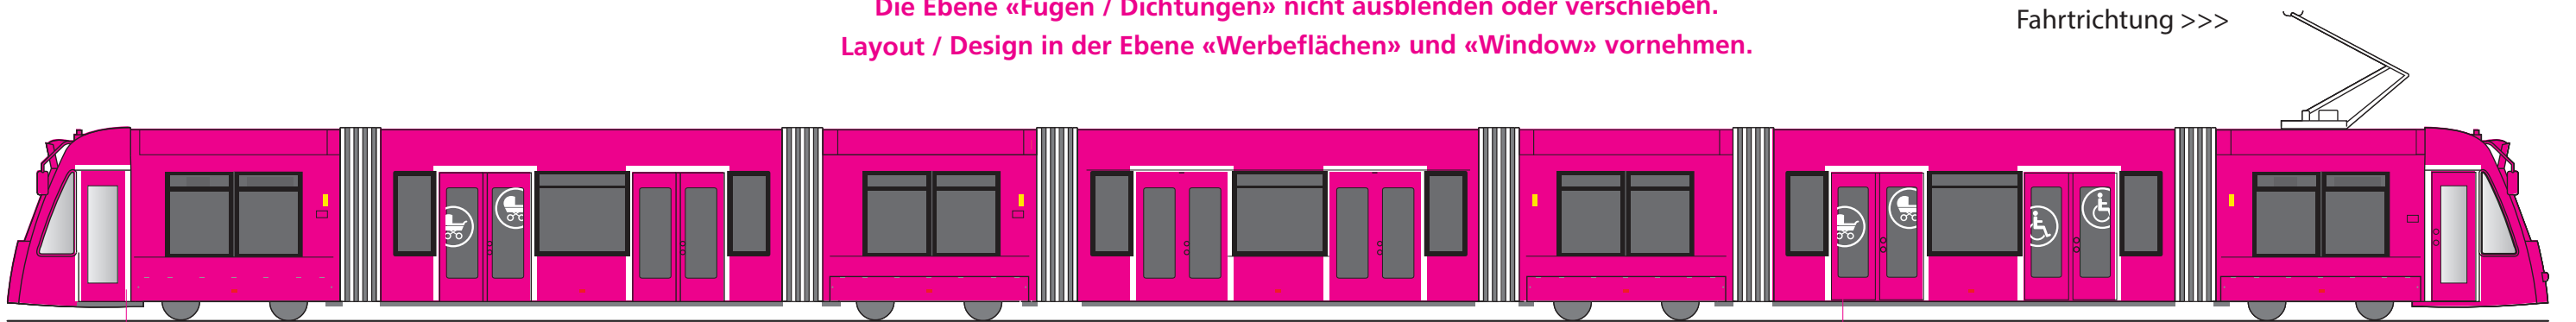 Die Ebene «Fugen / Dichtungen» nicht ausblenden oder verschieben.
Fahrtrichtung >>>
Layout / Design in der Ebene «Werbeflächen» und «Window» vornehmen.